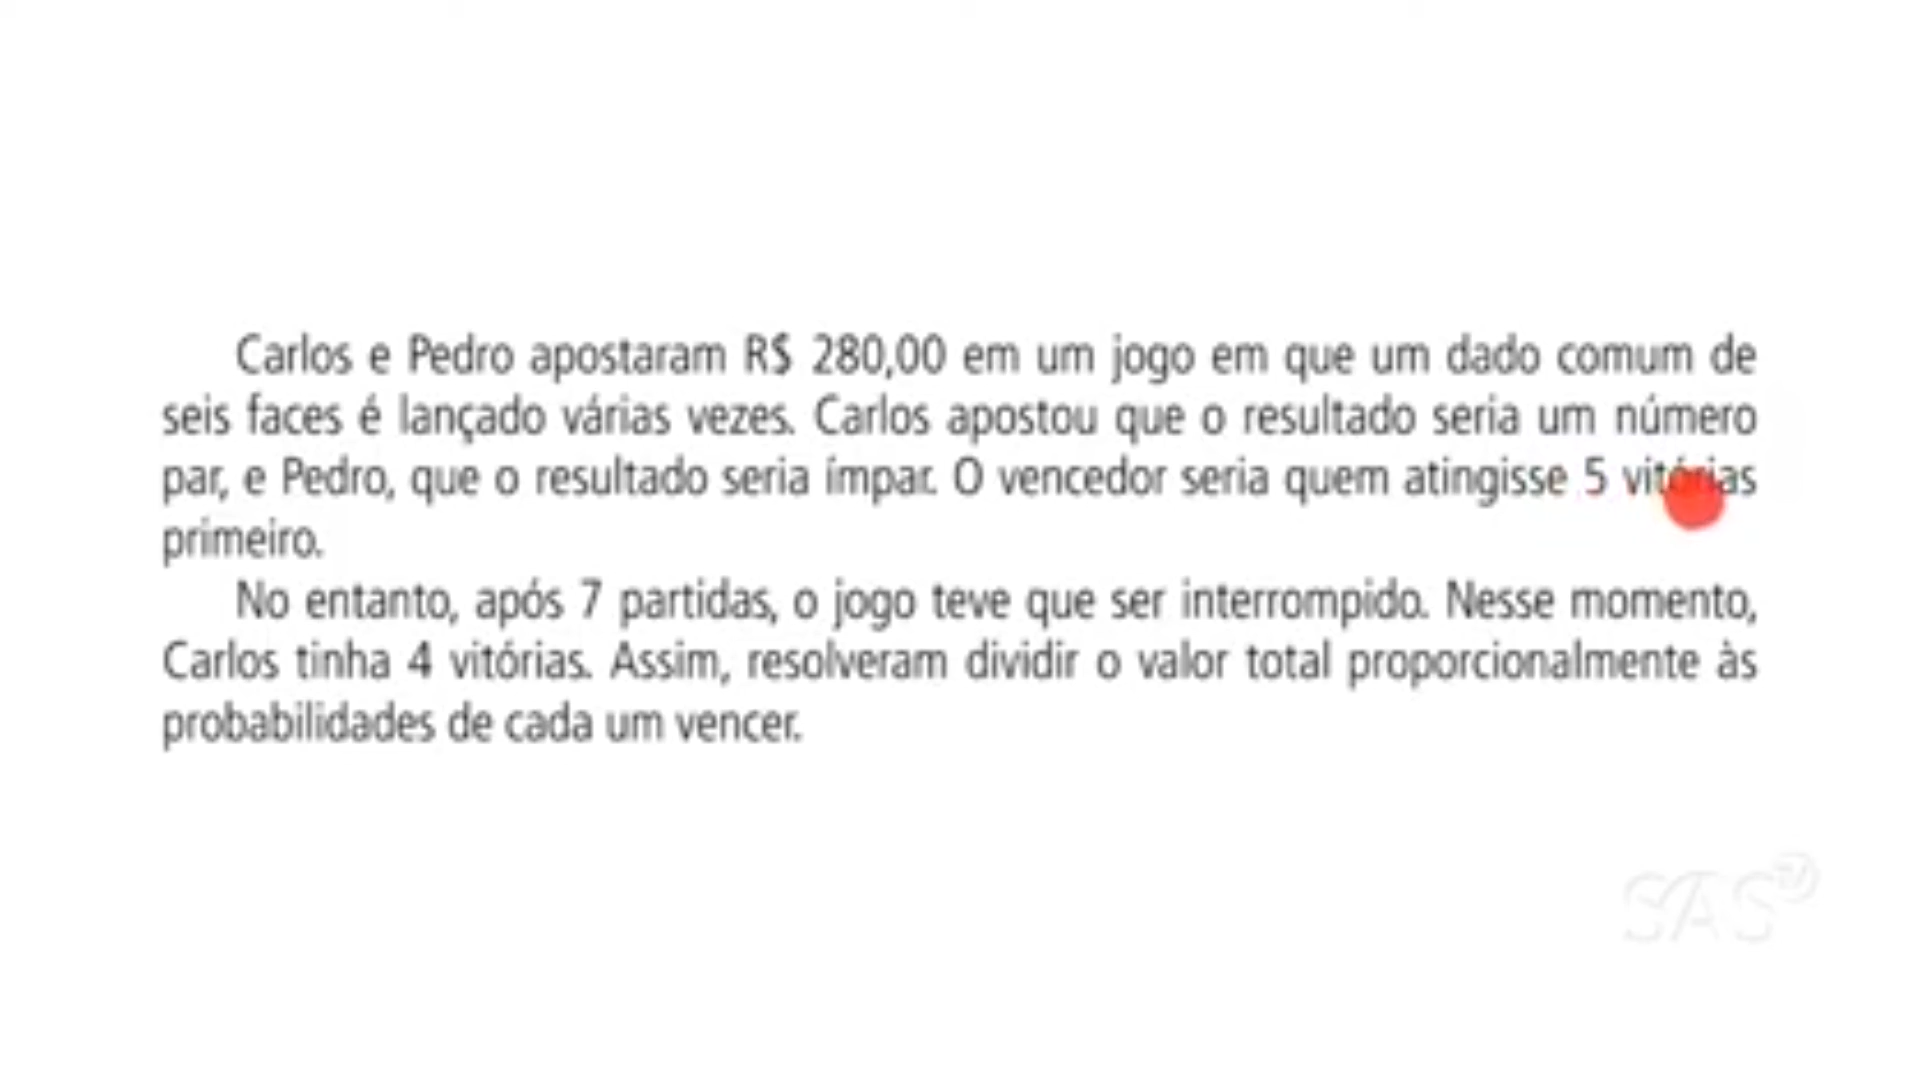 Carlos e Pedro apostaram R$ 280,00 em um jogo em que um dado comum de
seis faces é lançado várias vezes. Carlos apostou que o resultado seria um número
par, e Pedro, que o resultado seria ímpar. O vencedor seria quem atingisse 5 vitórias
primeiro.
No entanto, após 7 partidas, o jogo teve que ser interrompido. Nesse momento,
Carlos tinha 4 vitórias. Assim, resolveram dividir o valor total proporcionalmente às
probabilidades de cada um vencer.
SAS